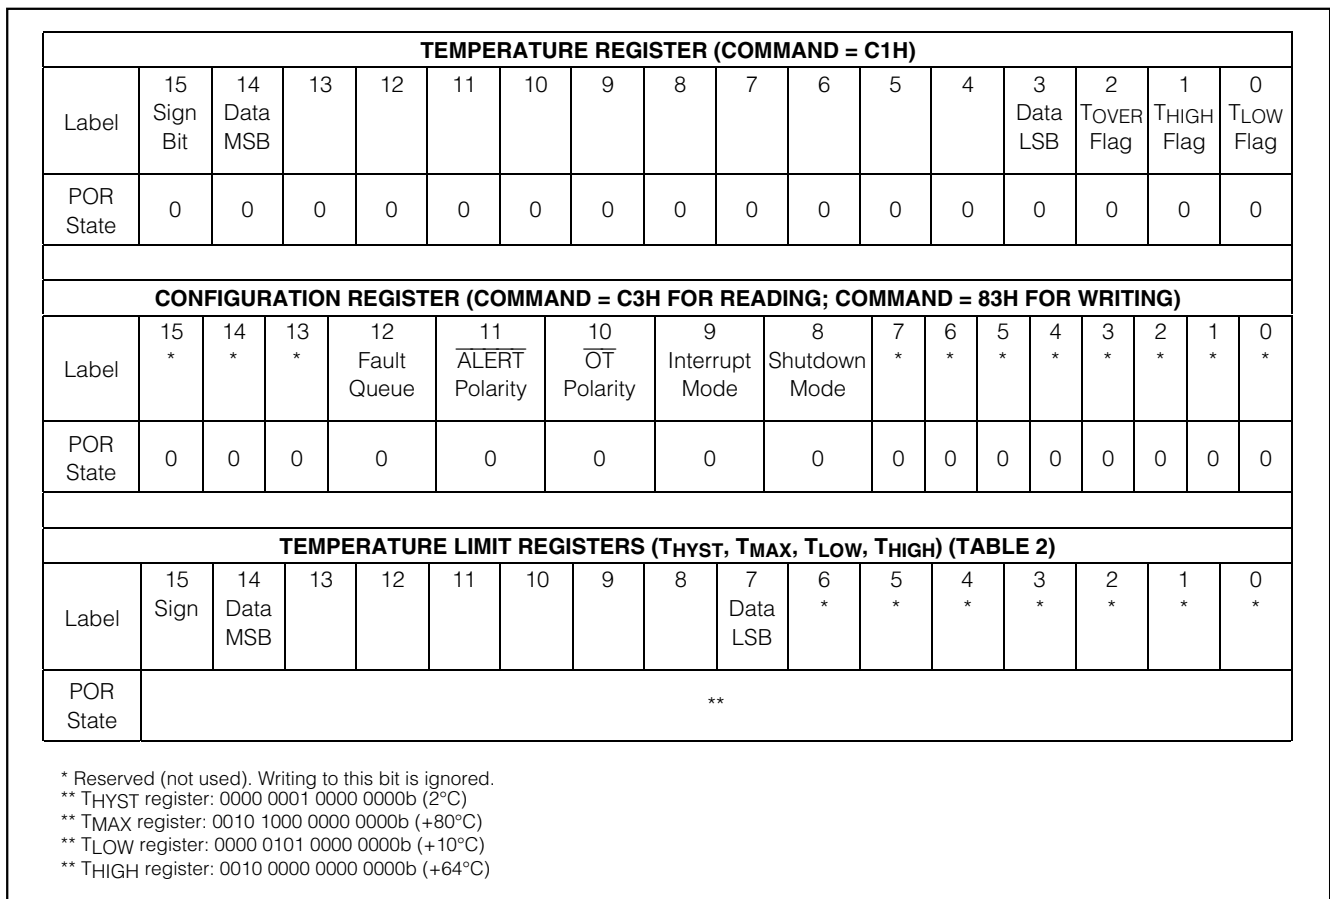 TEMPERATURE REGISTER (COMMAND = C1H)
Label 15 Sign Bit 14 Data MSB 13 12 11 10 9 8 7 6 5 4 3 Data LSB 2 TOVER Flag 1 THIGH Flag 0 TLOW Flag
POR State 0 0 0 0 0 0 0 0 0 0 0 0 0 0 0 0
CONFIGURATION REGISTER (COMMAND = C3H FOR READING; COMMAND = 83H FOR WRITING)
Label 15 * 14 * 13 * 12 Fault Queue 11 ALERT Polarity 10 OT Polarity 9 Interrupt Mode 8 Shutdown Mode 7 * 6 * 5 * 4 * 3 * 2 * 1 * 0 *
POR State 0 0 0 0 0 0 0 0 0 0 0 0 0 0 0 0
TEMPERATURE LIMIT REGISTERS (THYST, TMAX, TLOW, THIGH) (TABLE 2)
Label 15 Sign 14 Data MSB 13 12 11 10 9 8 7 Data LSB 6 * 5 * 4 * 3 * 2 * 1 * 0 *
POR State **
* Reserved (not used). Writing to this bit is ignored.
** THYST register: 0000 0001 0000 0000b (2°C)
** TMAX register: 0010 1000 0000 0000b (+80°C)
** TLOW register: 0000 0101 0000 0000b (+10°C)
** THIGH register: 0010 0000 0000 0000b (+64°C)